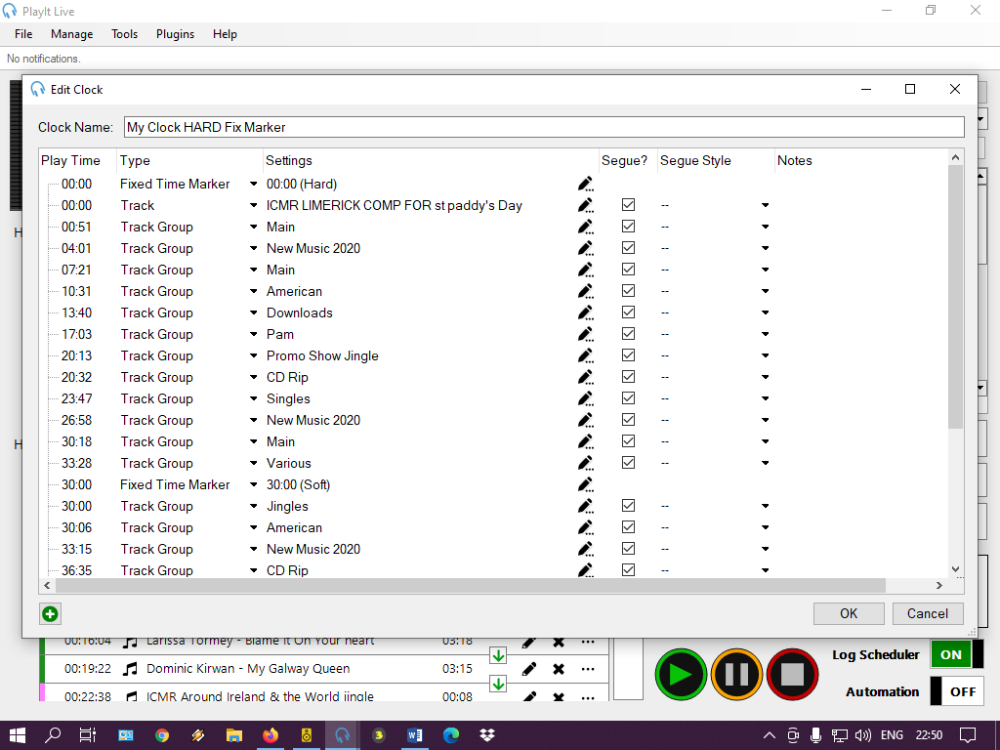 PlayIt Live
File Manage Tools Plugins Help
No notifications.
Edit Clock
Clock Name: My Clock HARD Fix Marker
Play Time Type Settings Segue? Segue Style Notes
00:00 Fixed Time Marker 00:00 (Hard)
00:00 Track ICMR LIMERICK COMP FOR st paddy's Day --
00:51 Track Group Main --
04:01 Track Group New Music 2020 --
07:21 Track Group Main --
10:31 Track Group American --
13:40 Track Group Downloads --
17:03 Track Group Pam --
20:13 Track Group Promo Show Jingle --
20:32 Track Group CD Rip --
23:47 Track Group Singles --
26:58 Track Group New Music 2020 --
30:18 Track Group Main --
33:28 Track Group Various --
30:00 Fixed Time Marker 30:00 (Soft)
30:00 Track Group Jingles --
30:06 Track Group American --
33:15 Track Group New Music 2020 --
36:35 Track Group CD Rip --
OK Cancel
00:16:04 Larissa Tormey - Blame It On Your heart 03:18
00:19:22 Dominic Kirwan - My Galway Queen 03:15
00:22:38 ICMR Around Ireland & the World jingle 00:08
Log Scheduler ON
Automation OFF
ENG 22:50